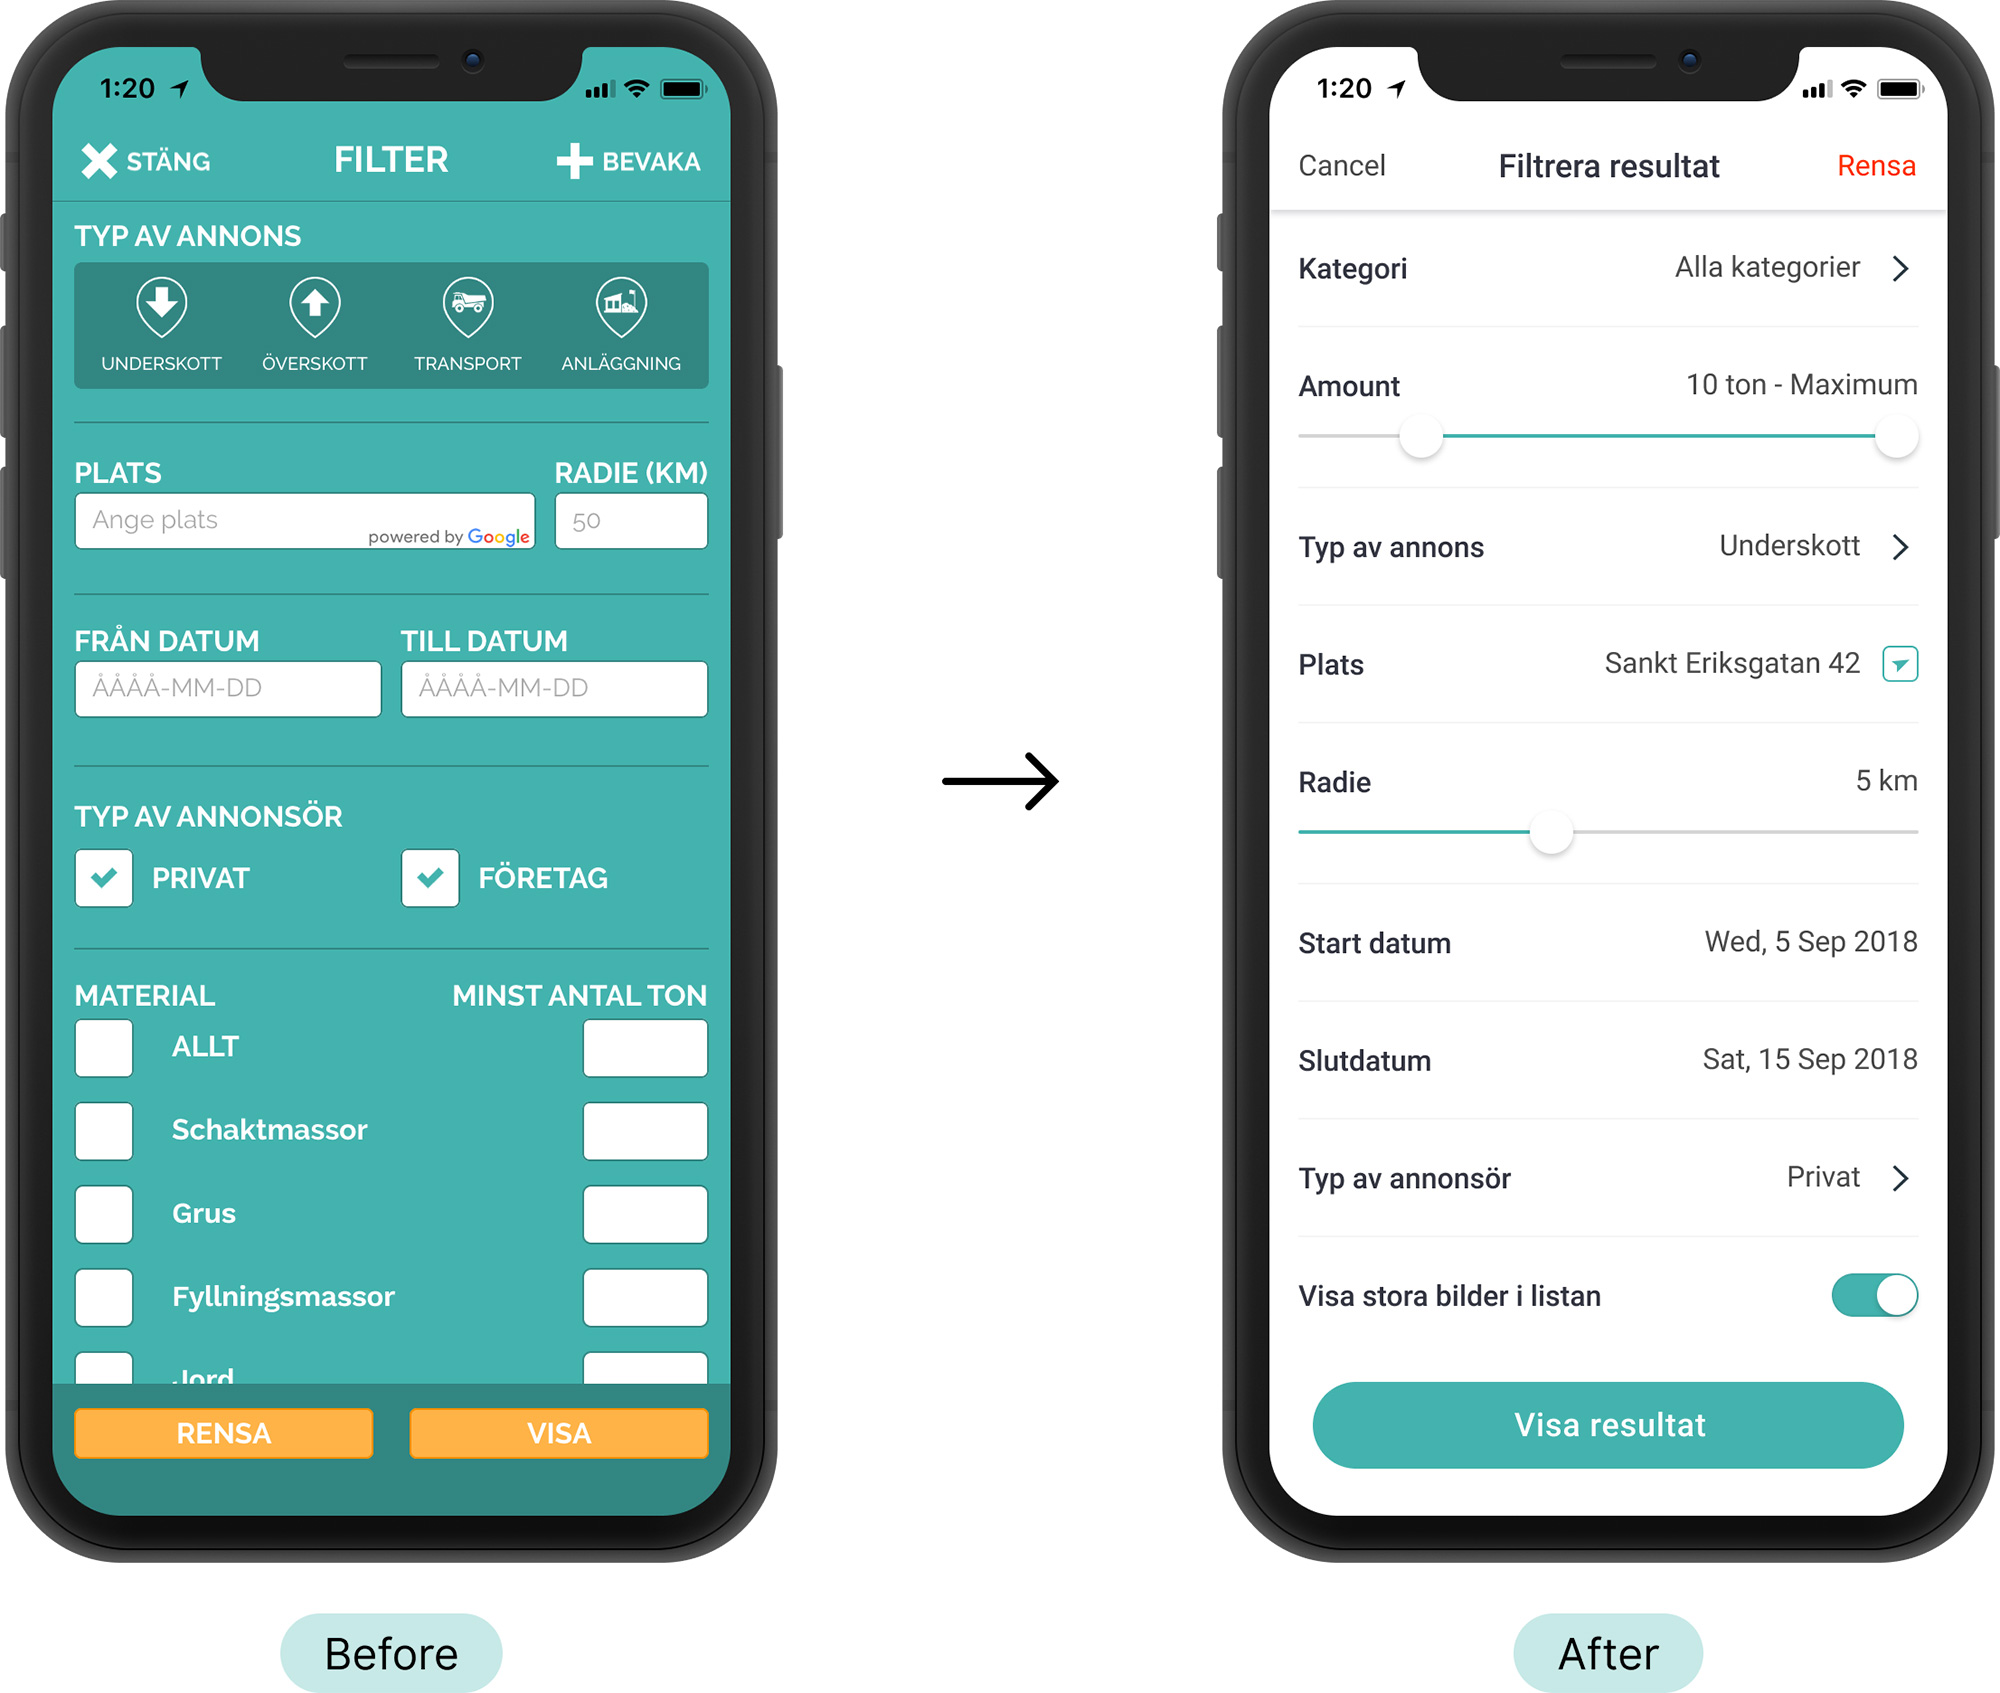 1:20
STÄNG
FILTER
BEVAKA
TYP AV ANNONS
UNDERSKOTT
ÖVERSKOTT
TRANSPORT
ANLÄGGNING
PLATS
RADIE (KM)
Ange plats
powered by Google
50
FRÅN DATUM
TILL DATUM
ÅÅÅÅ-MM-DD
ÅÅÅÅ-MM-DD
TYP AV ANNONSÖR
PRIVAT
FÖRETAG
MATERIAL
MINST ANTAL TON
ALLT
Schaktmassor
Grus
Fyllningsmassor
Jord
RENSA
VISA
Before
1:20
Cancel
Filtrera resultat
Rensa
Kategori
Alla kategorier
Amount
10 ton - Maximum
Typ av annons
Underskott
Plats
Sankt Eriksgatan 42
Radie
5 km
Start datum
Wed, 5 Sep 2018
Slutdatum
Sat, 15 Sep 2018
Typ av annonsör
Privat
Visa stora bilder i listan
Visa resultat
After